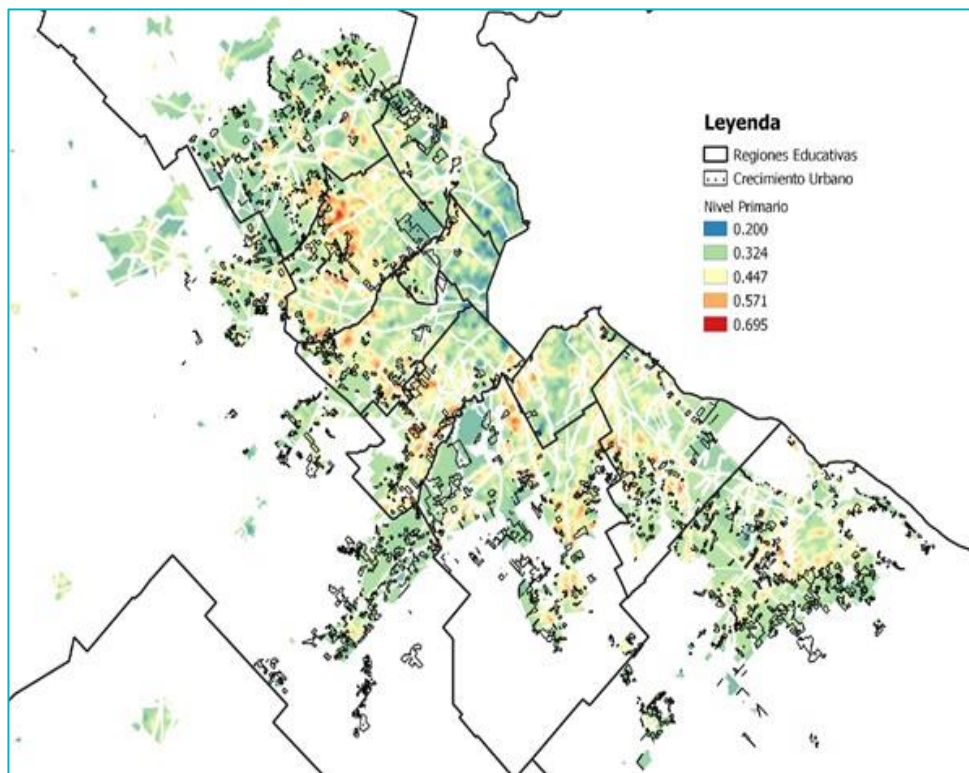 Leyenda
Regiones Educativas
Crecimiento Urbano
Nivel Primario
0.200
0.324
0.447
0.571
0.695